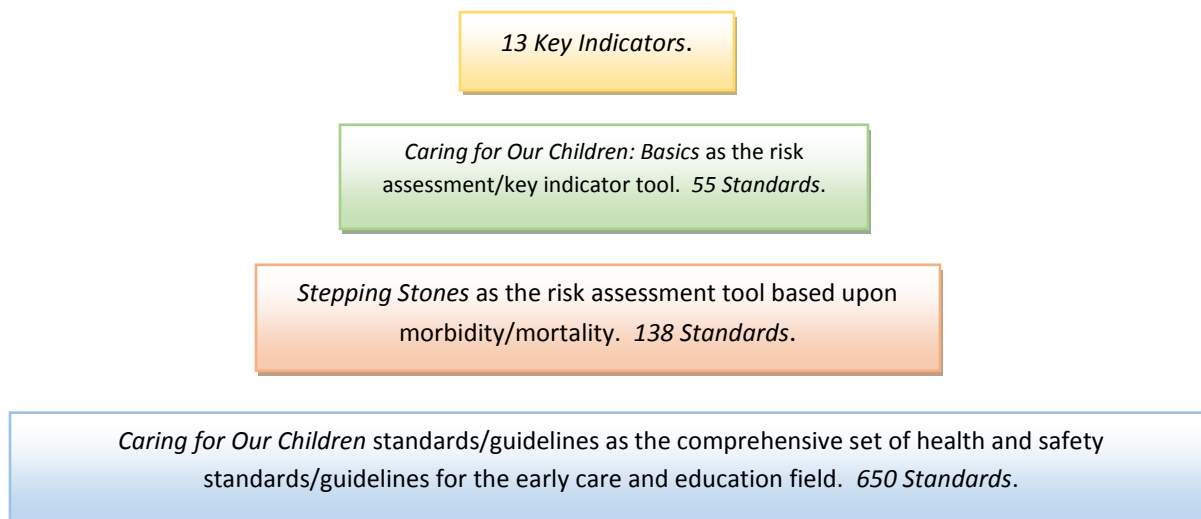 13 Key Indicators.
Caring for Our Children: Basics as the risk
assessment/key indicator tool.  55 Standards.
Stepping Stones as the risk assessment tool based upon
morbidity/mortality.  138 Standards.
Caring for Our Children standards/guidelines as the comprehensive set of health and safety
standards/guidelines for the early care and education field.  650 Standards.